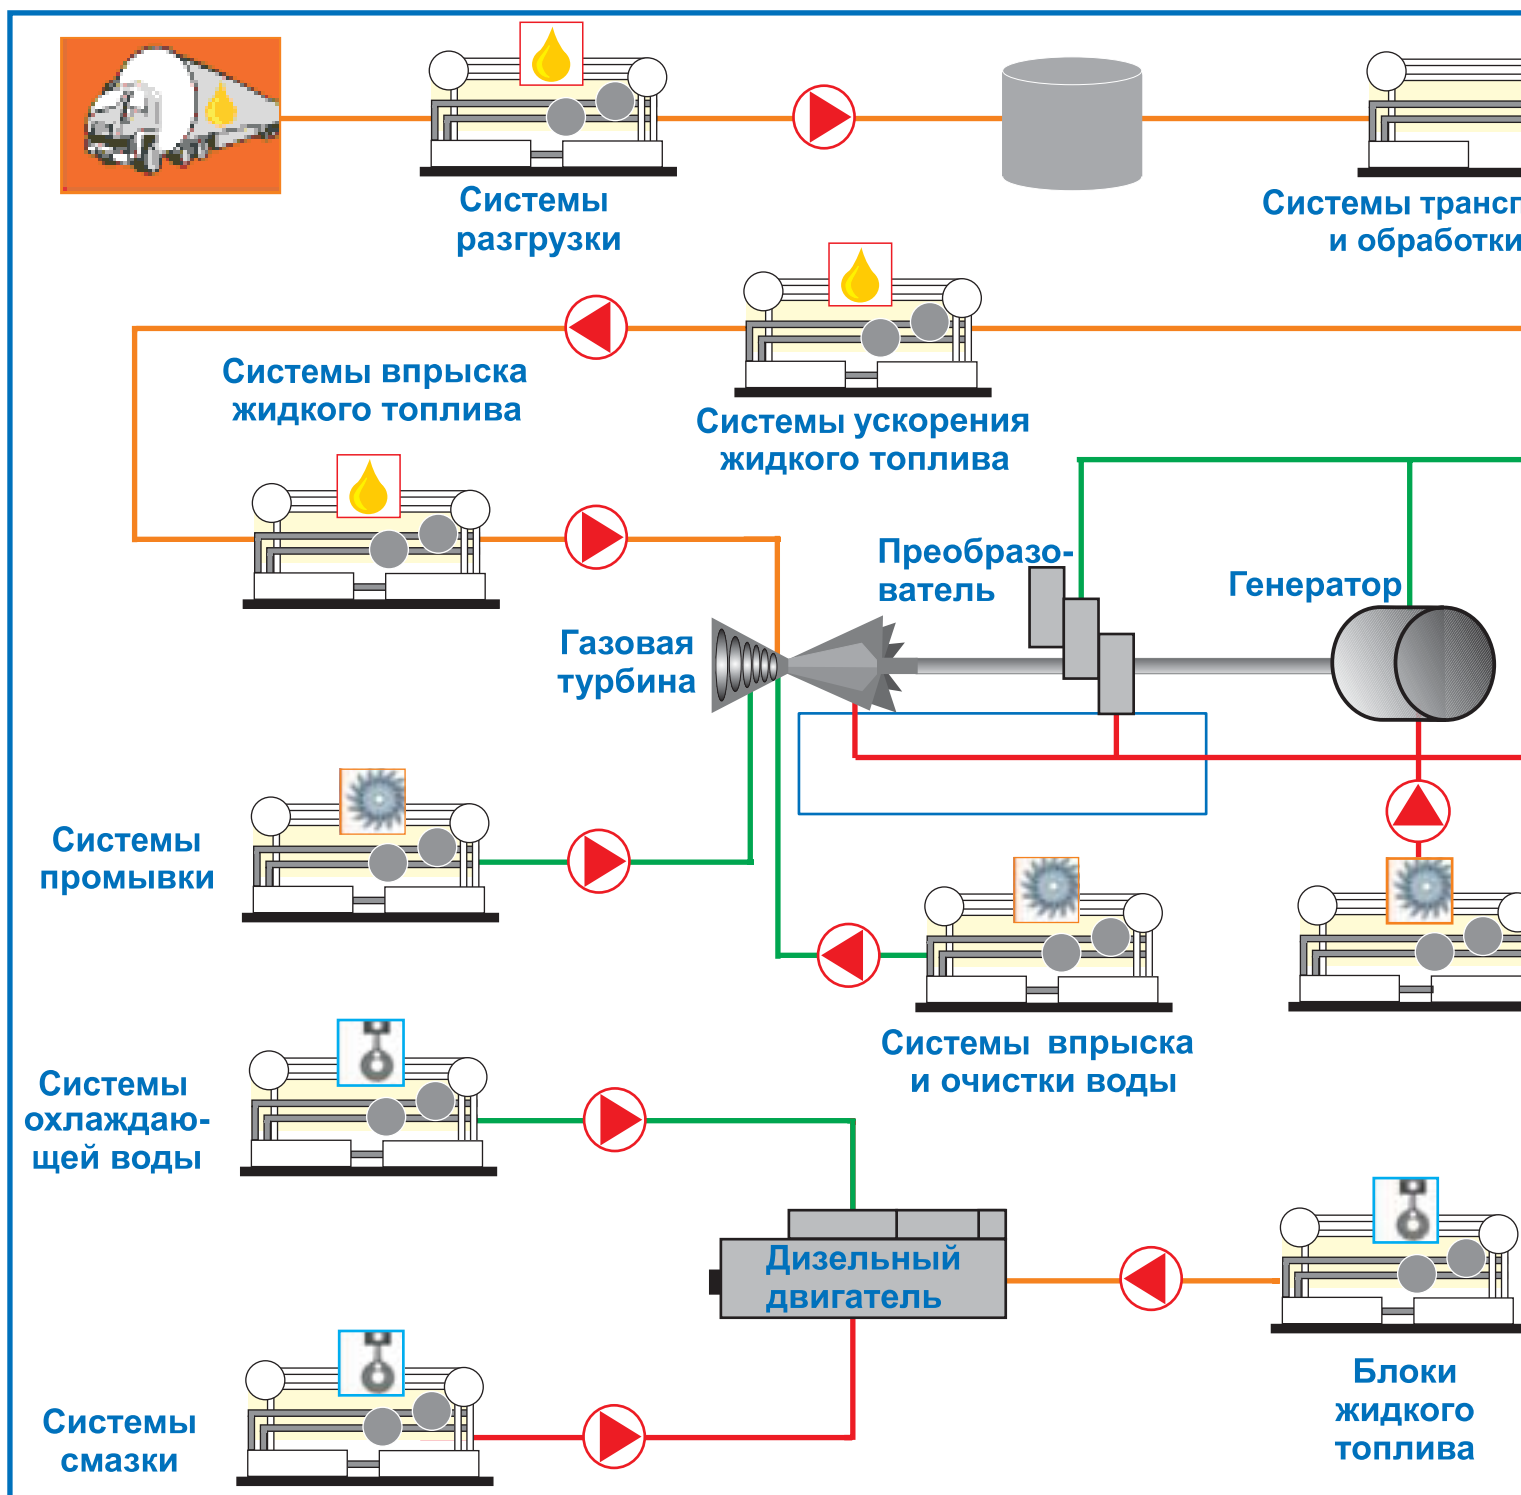 Системы
разгрузки
Системы
и обработки
Системы впрыска
жидкого топлива
Системы ускорения
жидкого топлива
Преобразо-
ватель
Генератор
Газовая
турбина
Системы
промывки
Системы впрыска
и очистки воды
Системы
охлаждаю-
щей воды
Дизельный
двигатель
Блоки
жидкого
топлива
Системы
смазки